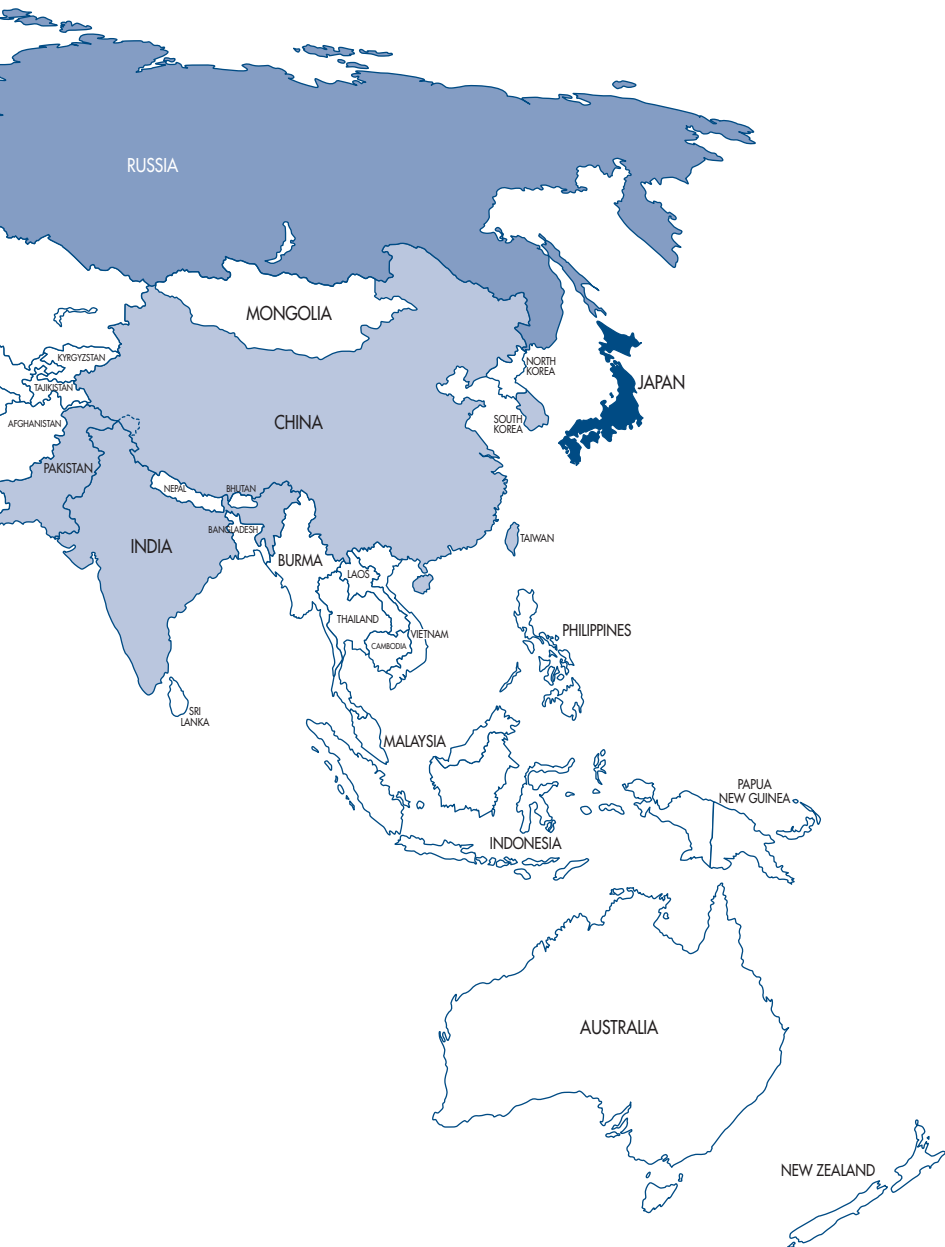 RUSSIA
MONGOLIA
KYRGYZSTAN
NORTH
KOREA
JAPAN
TAJIKISTAN
AFGHANISTAN
CHINA
SOUTH
KOREA
PAKISTAN
NEPAL
BHUTAN
BANGLADESH
TAIWAN
INDIA
BURMA
LAOS
THAILAND
PHILIPPINES
VIETNAM
CAMBODIA
SRI
LANKA
MALAYSIA
PAPUA
NEW GUINEA
INDONESIA
AUSTRALIA
NEW ZEALAND